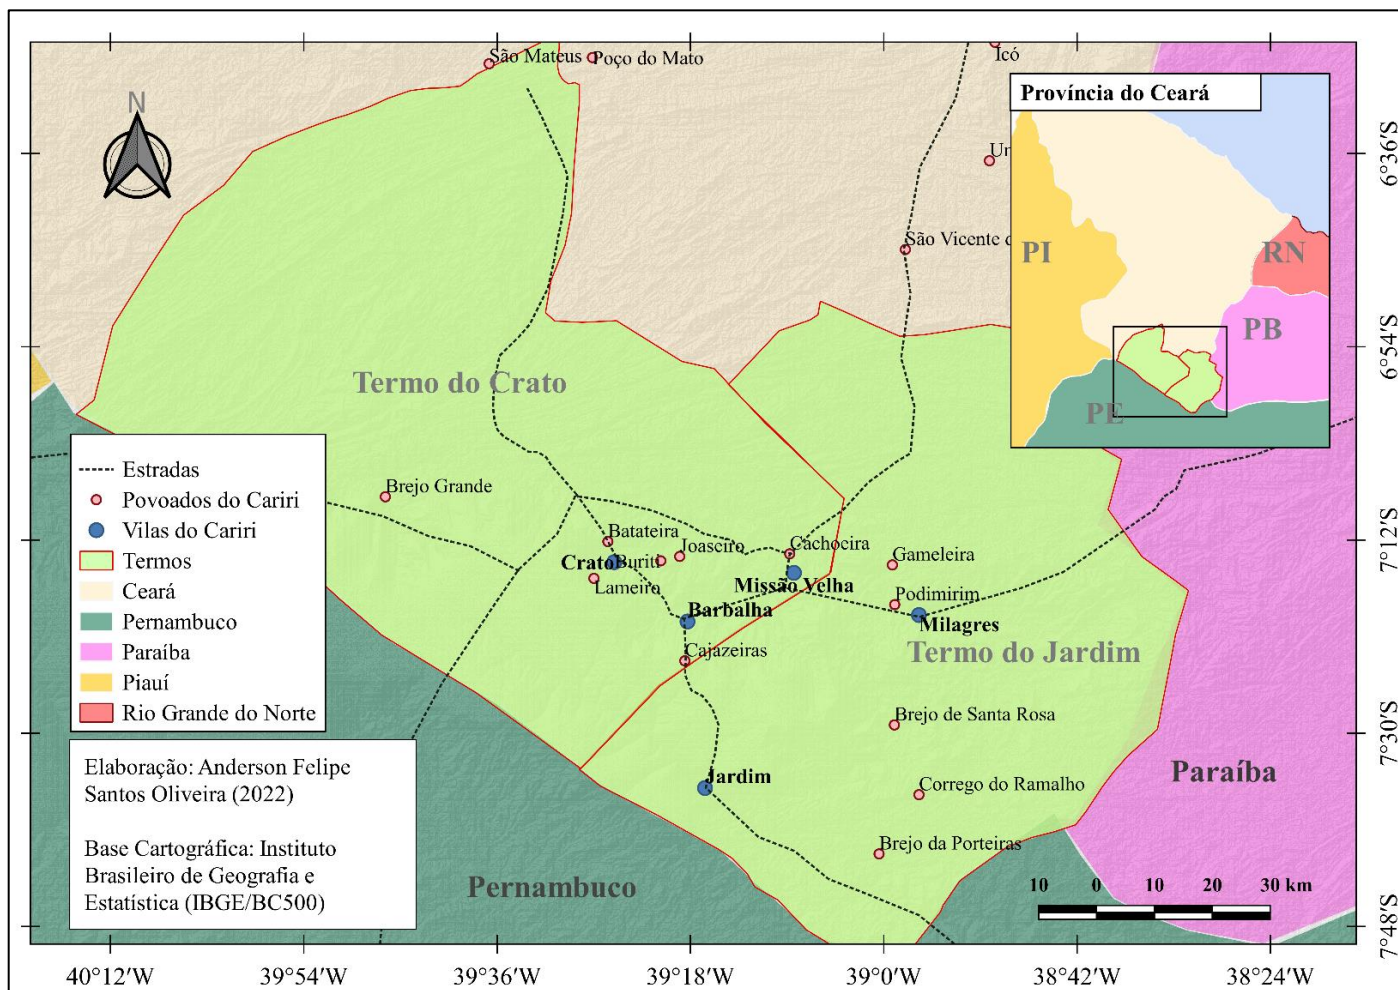 São Mateus
Poço do Mato
Icó
N
Província do Ceará
6°36'S
São Vicente d
PI
RN
PB
PE
6°54'S
Termo do Crato
Estradas
Povoados do Cariri
Vilas do Cariri
Termos
Ceará
Pernambuco
Paraíba
Piauí
Rio Grande do Norte
Brejo Grande
Batateira
Joaseiro
Cachoeira
Gameleira
7°12'S
Crato
Buriti
Lameiro
Missão Velha
Podimirim
Barbalha
Milagres
Cajazeiras
Termo do Jardim
Brejo de Santa Rosa
7°30'S
Jardim
Corrego do Ramalho
Paraíba
Brejo da Porteiras
Pernambuco
Elaboração: Anderson Felipe
Santos Oliveira (2022)
Base Cartográfica: Instituto
Brasileiro de Geografia e
Estatística (IBGE/BC500)
10 0 10 20 30 km
7°48'S
40°12'W 39°54'W 39°36'W 39°18'W 39°0'W 38°42'W 38°24'W